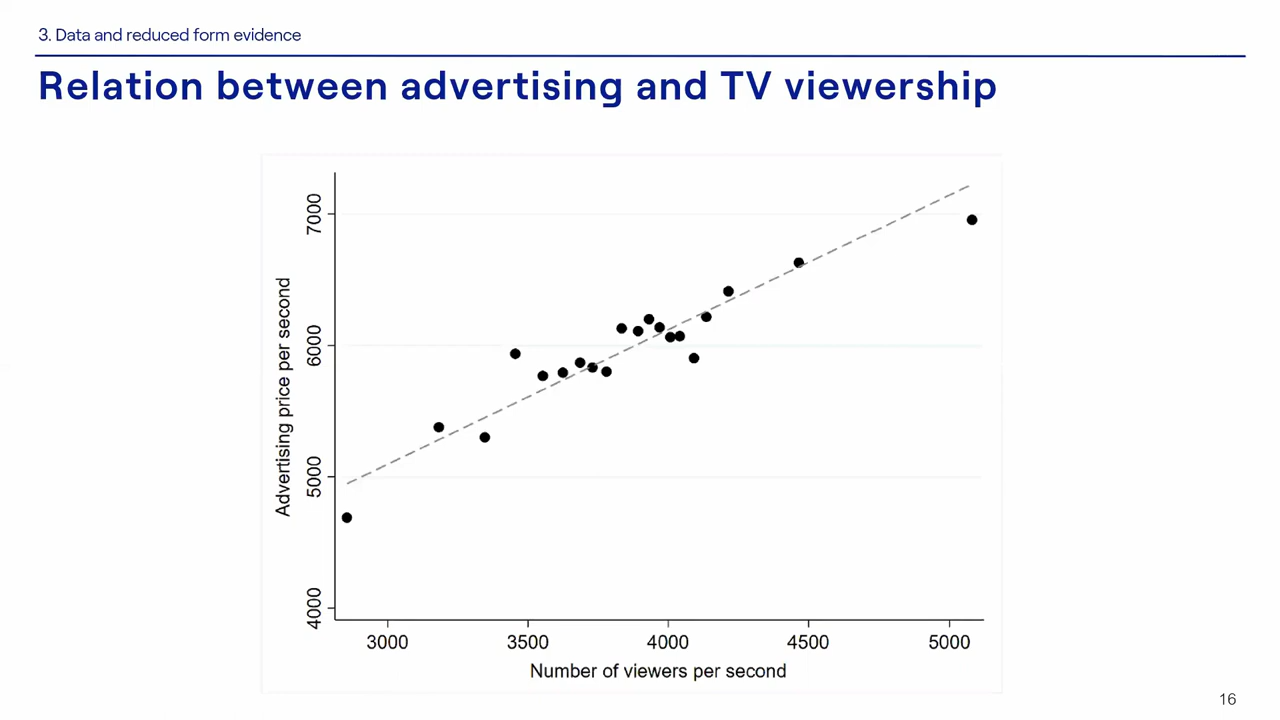 3. Data and reduced form evidence
Relation between advertising and TV viewership
7000
6000
5000
4000
Advertising price per second
3000 3500 4000 4500 5000
Number of viewers per second
16